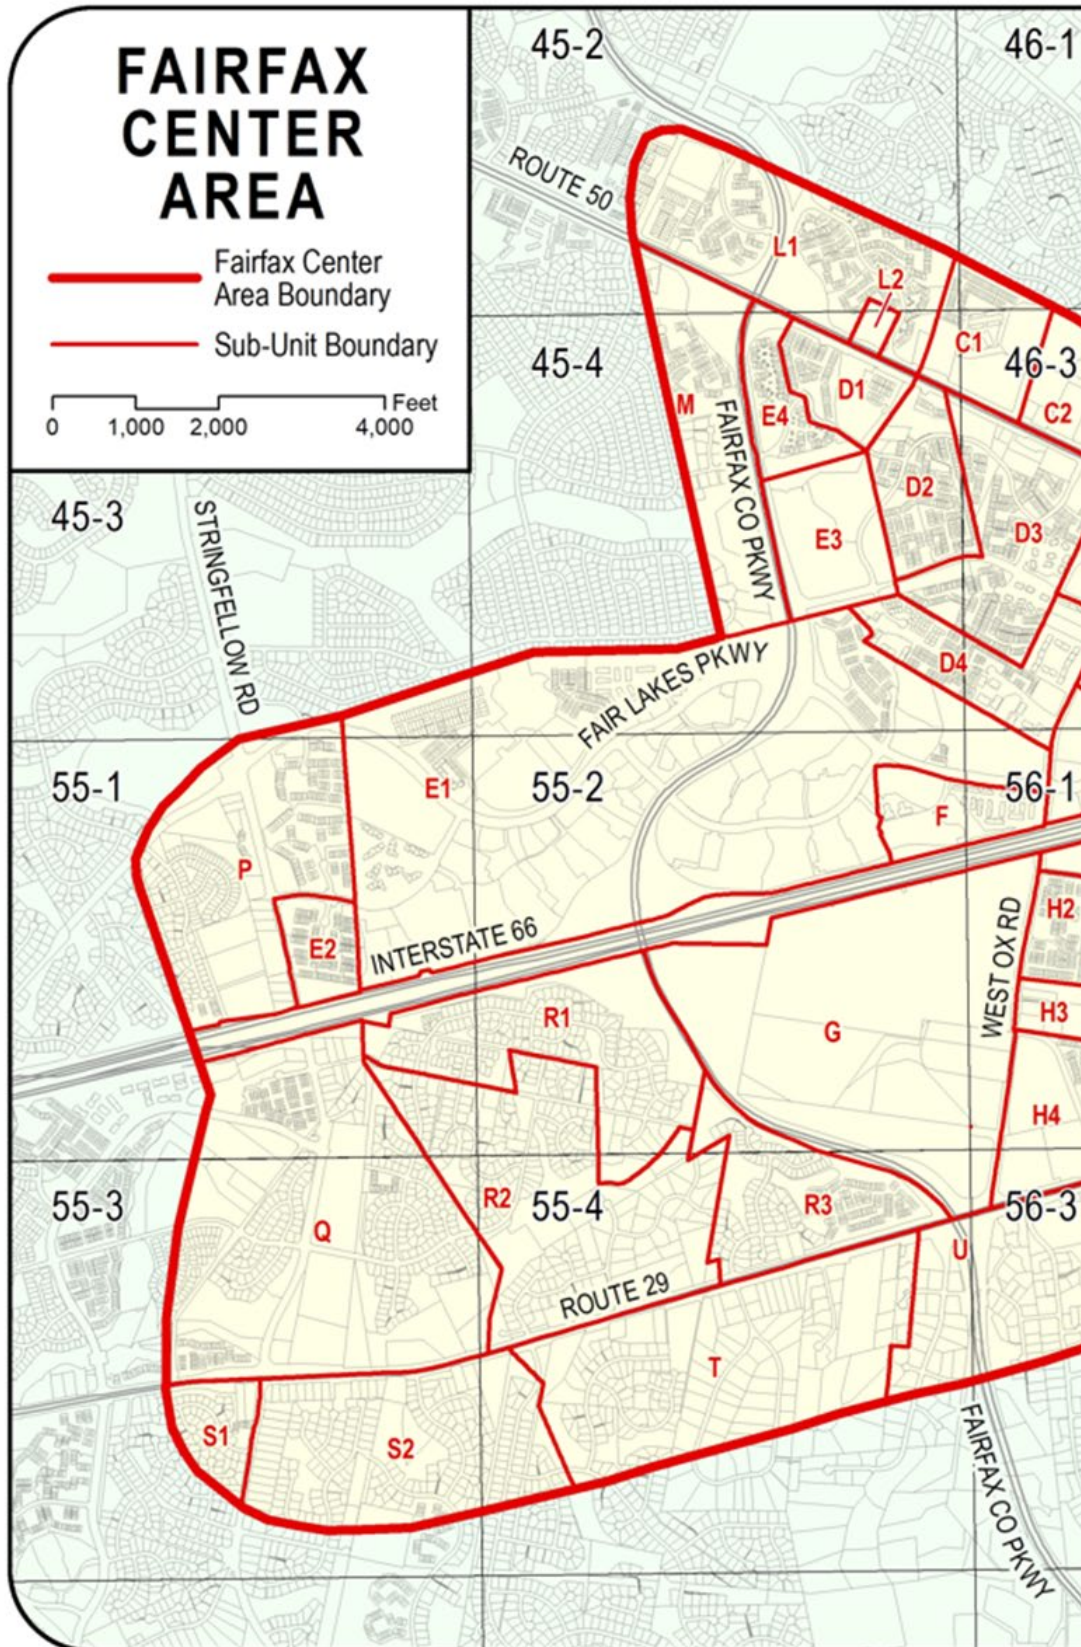 FAIRFAX
CENTER
AREA
Fairfax Center
Area Boundary
Sub-Unit Boundary
Feet
0 1,000 2,000 4,000
45-2
46-1
ROUTE 50
L1
L2
C1
45-4
46-3
M
D1
E4
C2
FAIRFAX CO PKWY
D2
45-3
STRINGFELLOW RD
E3
D3
D4
FAIR LAKES PKWY
55-1
E1
55-2
56-1
F
P
H2
E2
INTERSTATE 66
WEST OX RD
R1
G
H3
H4
55-3
R2
55-4
R3
56-3
Q
U
ROUTE 29
T
S1
S2
FAIRFAX CO PKWY